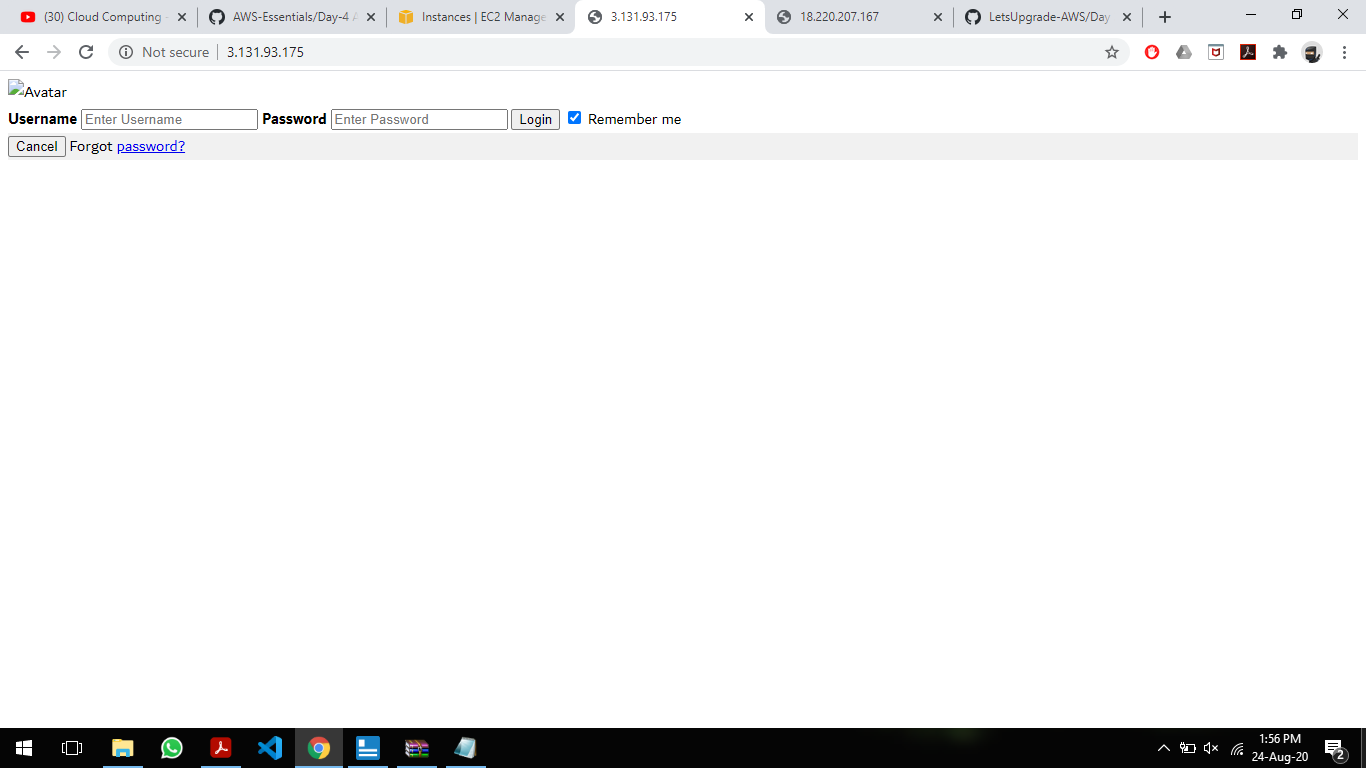 (30) Cloud Computing - AWS-Essentials/Day-4 A Instances | EC2 Manage 3.131.93.175 18.220.207.167 LetsUpgrade-AWS/Day
Not secure 3.131.93.175
Avatar
Username Enter Username Password Enter Password Login Remember me
Cancel Forgot password?
1:56 PM
24-Aug-20
2